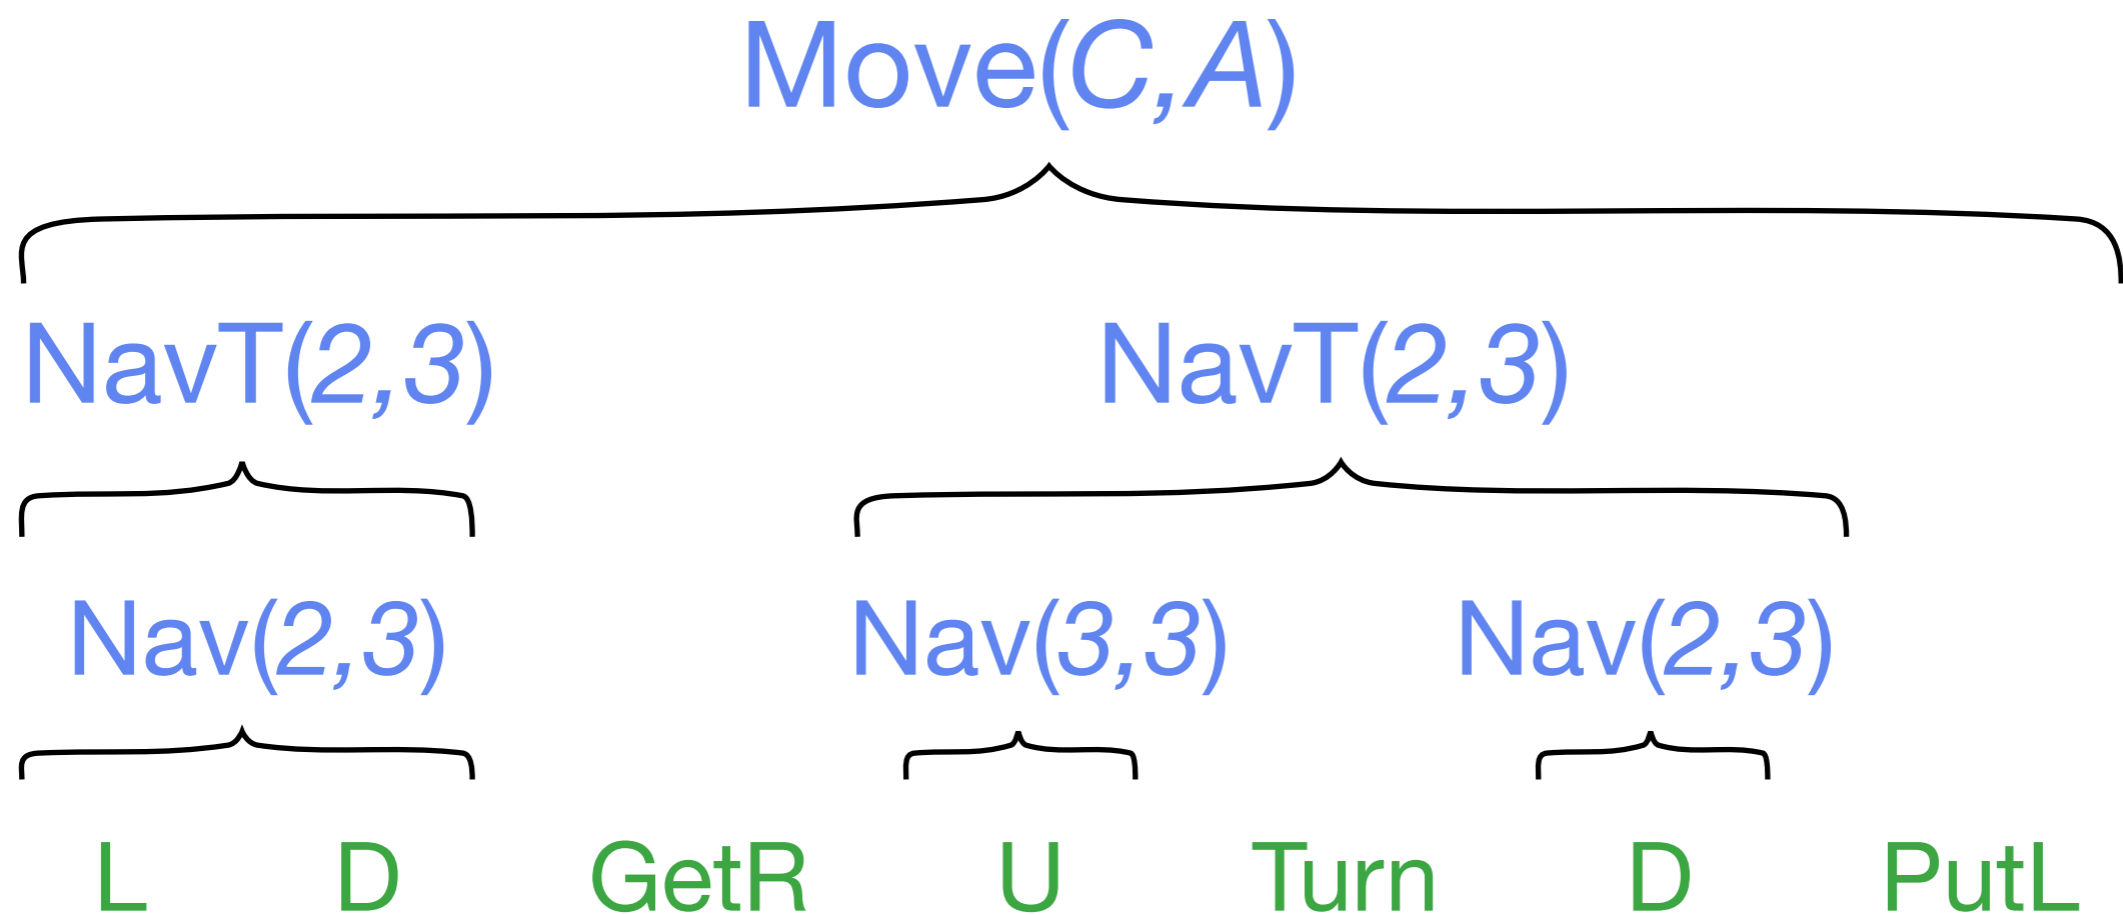 Move(C,A)
NavT(2,3) NavT(2,3)
Nav(2,3) Nav(3,3) Nav(2,3)
L D GetR U Turn D PutL